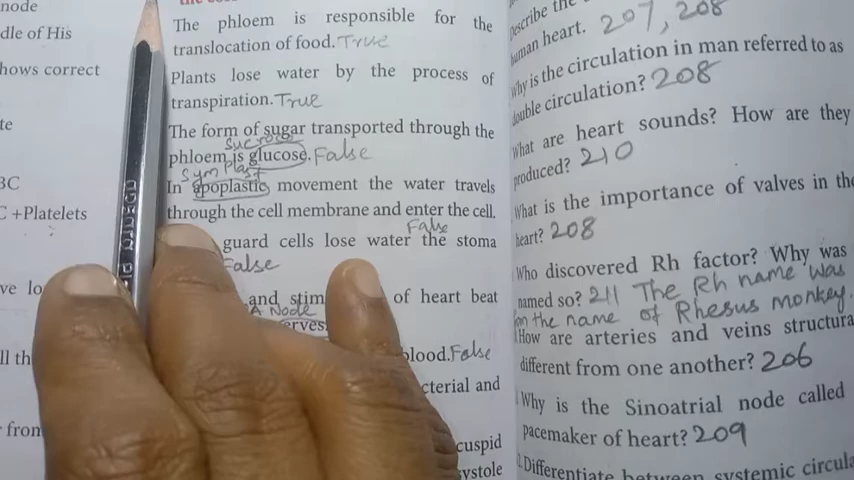 node
dle of His
hows correct
te
BC
C +Platelets
ve lo
ll th
from
The phloem is responsible for the
translocation of food. True
Plants lose water by the process of
transpiration. True
The form of sugar transported through the
Sucrose
phloem is glucose. False
Symplast
In apoplastic movement the water travels
through the cell membrane and enter the cell.
False
guard cells lose water the stoma
False
and stim of heart beat
A Node
erves.
blood. False
cterial and
cuspid
systole
escribe the
human heart. 207, 208
Why is the circulation in man referred to as
double circulation? 208
What are heart sounds? How are they
produced? 210
What is the importance of valves in the
heart? 208
Who discovered Rh factor? Why was
named so? 211 The Rh name was
on the name of Rhesus monkey.
How are arteries and veins structura
different from one another? 206
Why is the Sinoatrial node called
pacemaker of heart? 209
Differentiate between systemic circula